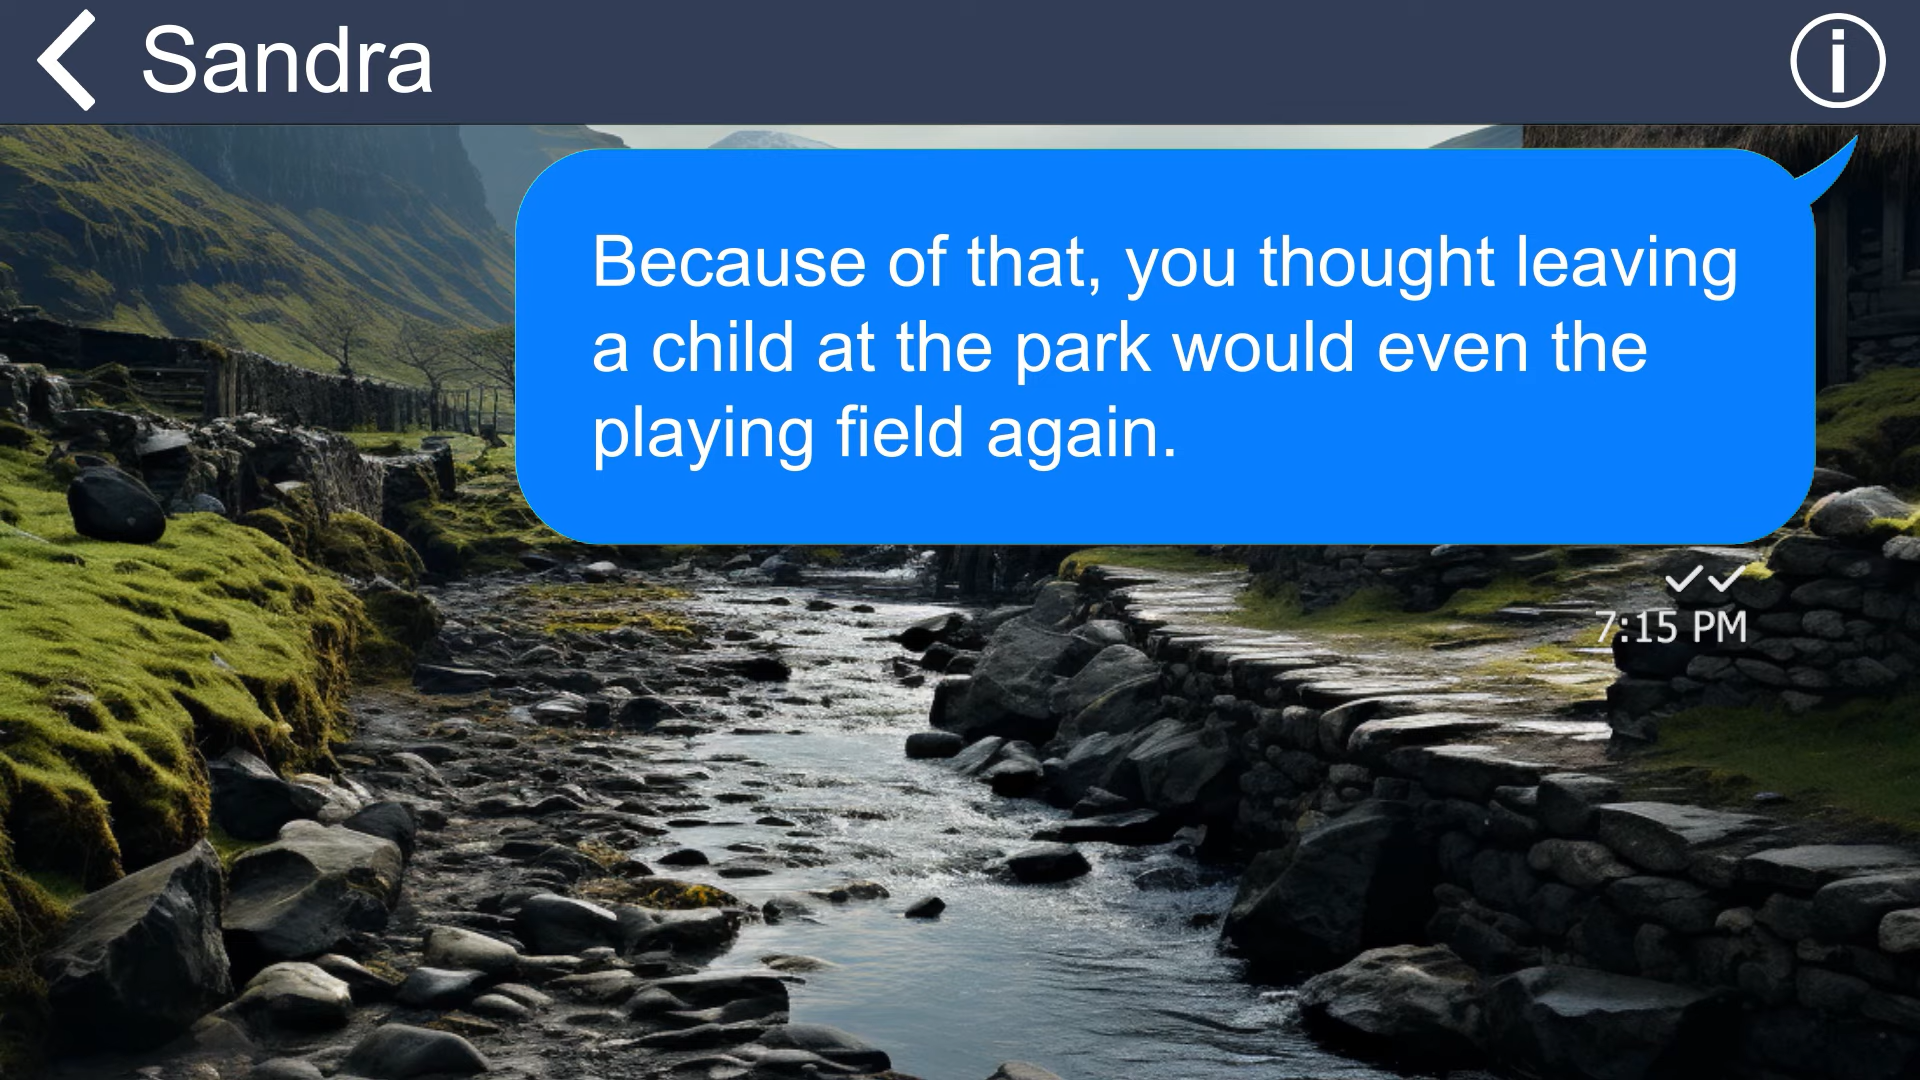 Sandra
Because of that, you thought leaving
a child at the park would even the
playing field again.
7:15 PM